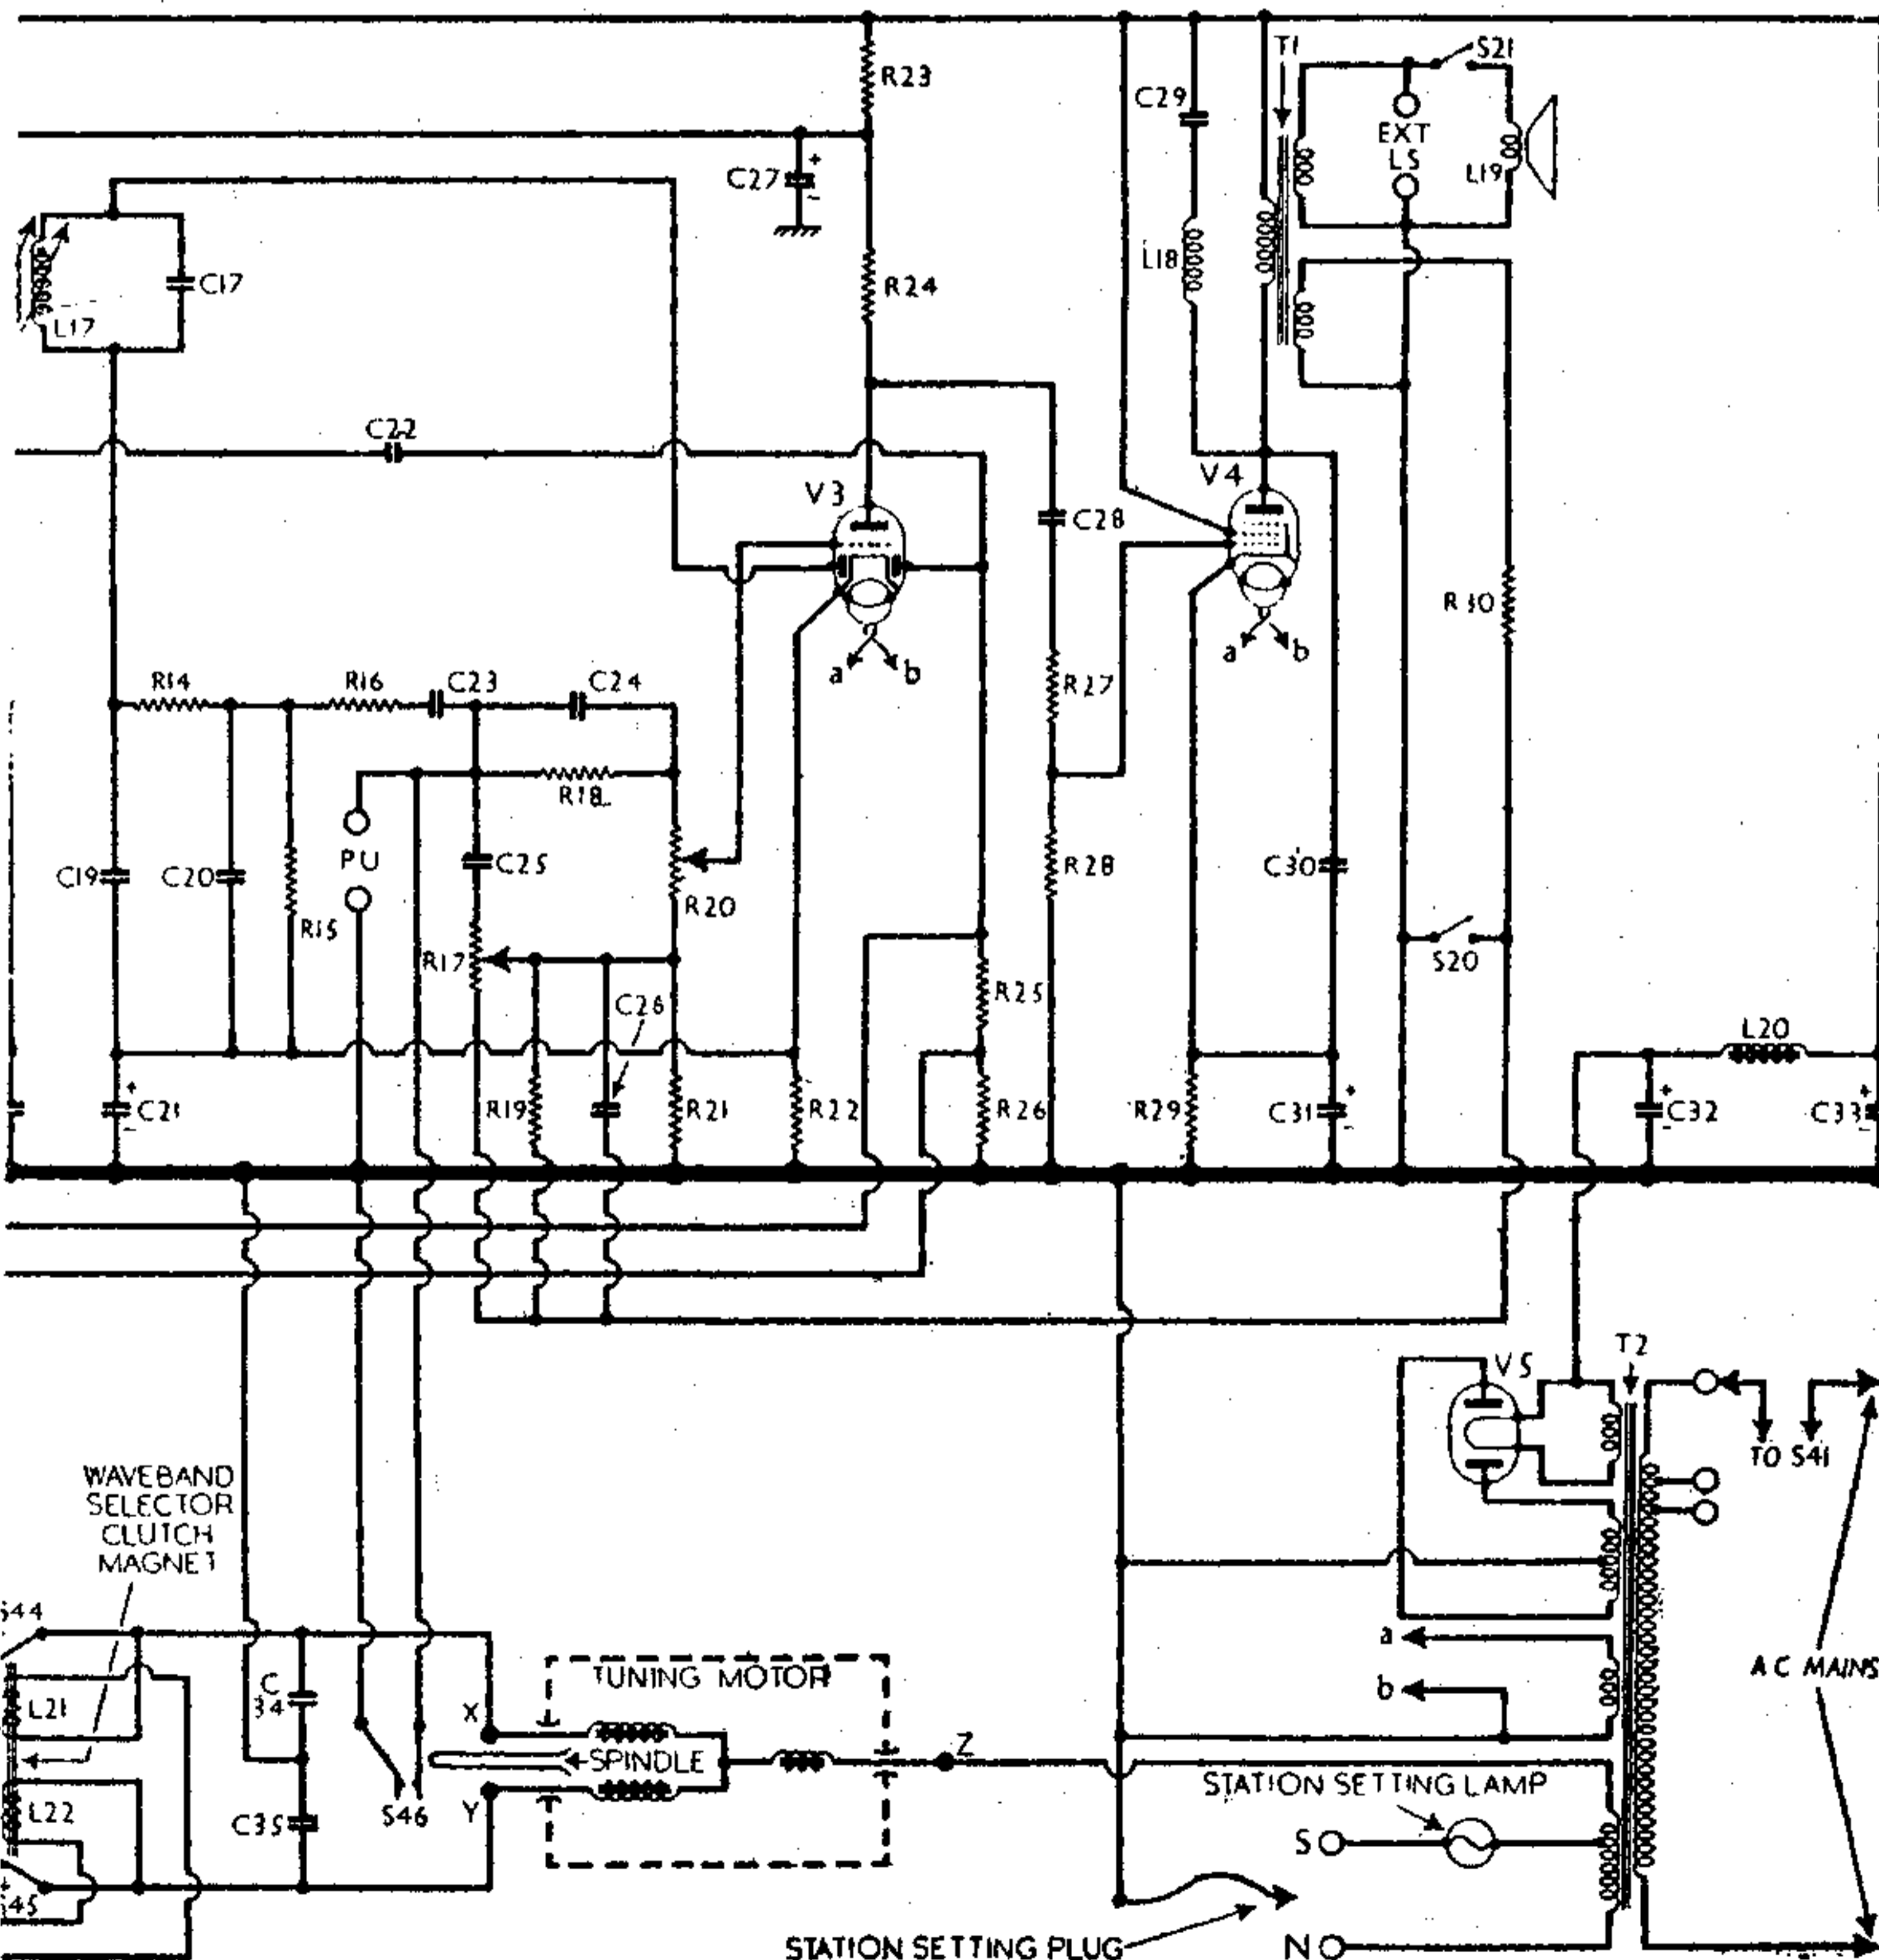 R23
T1
S21
C29
EXT
LS
L19
C27
L18
C17
R24
L17
C22
V3
V4
C28
a b
a b
R30
R14
R16
C23
C24
R27
R18
PU
C19
C20
C25
R28
C30
R20
R15
R17
S20
C26
R25
L20
+
C21
-
R19
R21
R22
R26
R29
C31
+
-
C32
+
-
C33
+
-
V5
T2
TO S41
WAVEBAND
SELECTOR
CLUTCH
MAGNET
S44
a
b
AC MAINS
TUNING MOTOR
C
34
L21
X
SPINDLE
Z
STATION SETTING LAMP
L22
C35
S46
Y
S
S45
STATION SETTING PLUG
N